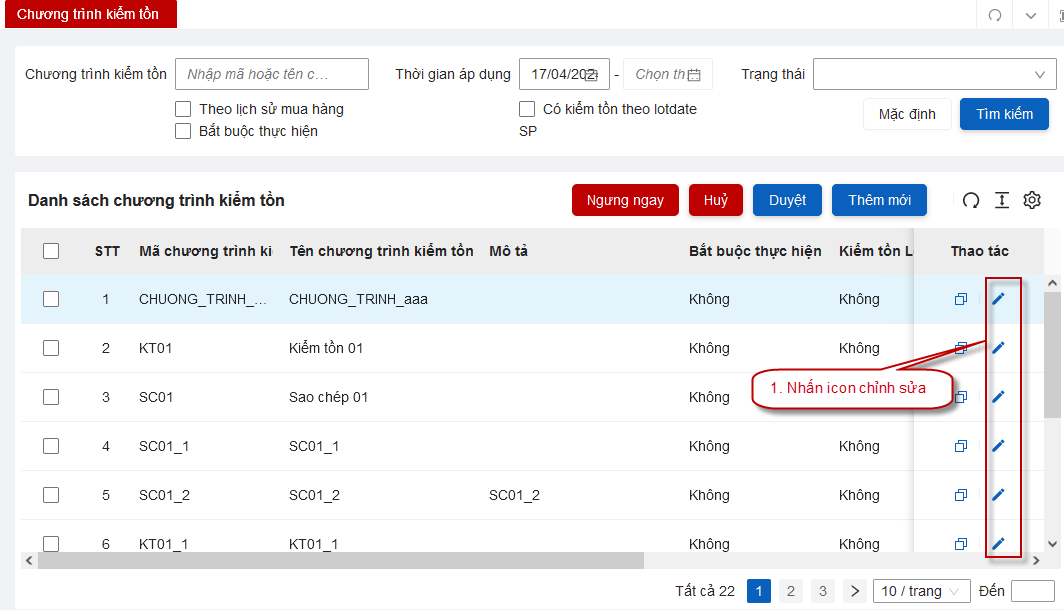 Chương trình kiểm tồn
Chương trình kiểm tồn
Nhập mã hoặc tên c...
Thời gian áp dụng
17/04/202
-
Chọn th
Trạng thái
Theo lịch sử mua hàng
Có kiểm tồn theo lotdate
SP
Bắt buộc thực hiện
Mặc định
Tìm kiếm
Danh sách chương trình kiểm tồn
Ngưng ngay
Huỷ
Duyệt
Thêm mới
STT Mã chương trình ki Tên chương trình kiểm tồn Mô tả Bắt buộc thực hiện Kiểm tồn L Thao tác
1 CHUONG_TRINH_... CHUONG_TRINH_aaa Không Không
2 KT01 Kiểm tồn 01 Không Không
3 SC01 Sao chép 01 Không
1. Nhấn icon chỉnh sửa
4 SC01_1 SC01_1 Không Không
5 SC01_2 SC01_2 SC01_2 Không Không
6 KT01_1 KT01_1 Không Không
Tất cả 22 1 2 3 10 / trang Đến